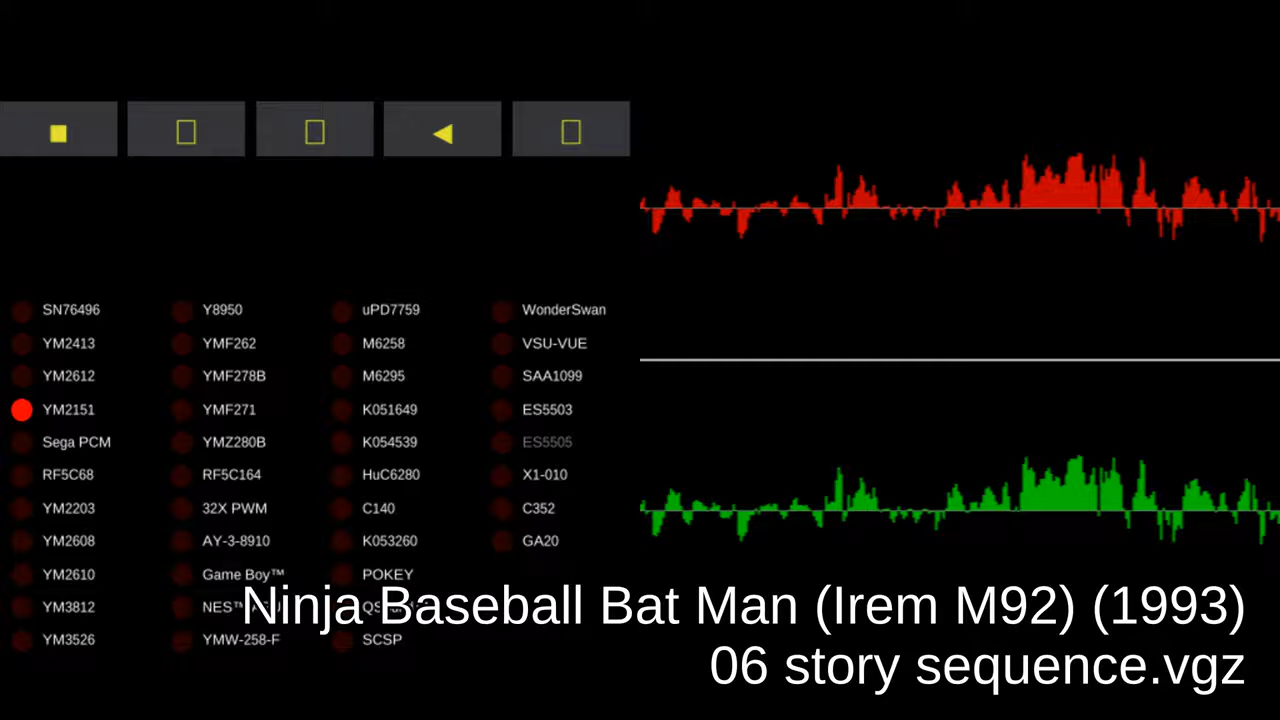 SN76496
YM2413
YM2612
YM2151
Sega PCM
RF5C68
YM2203
YM2608
YM2610
YM3812
YM3526
Y8950
YMF262
YMF278B
YMF271
YMZ280B
RF5C164
32X PWM
AY-3-8910
Game Boy™
NES™
YMW-258-F
uPD7759
M6258
M6295
K051649
K054539
HuC6280
C140
K053260
POKEY
SCSP
WonderSwan
VSU-VUE
SAA1099
ES5503
ES5505
X1-010
C352
GA20
Ninja Baseball Bat Man (Irem M92) (1993)
06 story sequence.vgz